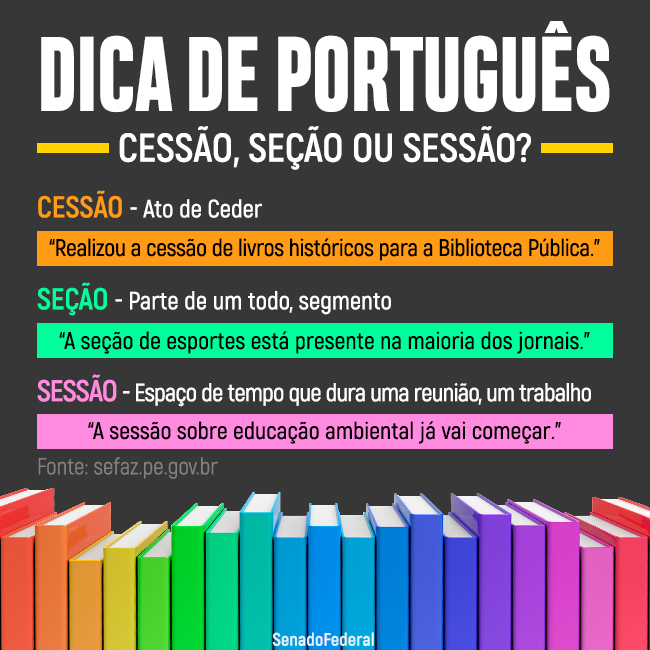 DICA DE PORTUGUÊS
CESSÃO, SEÇÃO OU SESSÃO?
CESSÃO - Ato de Ceder
“Realizou a cessão de livros históricos para a Biblioteca Pública.”
SEÇÃO - Parte de um todo, segmento
“A seção de esportes está presente na maioria dos jornais.”
SESSÃO - Espaço de tempo que dura uma reunião, um trabalho
“A sessão sobre educação ambiental já vai começar.”
Fonte: sefaz.pe.gov.br
SenadoFederal